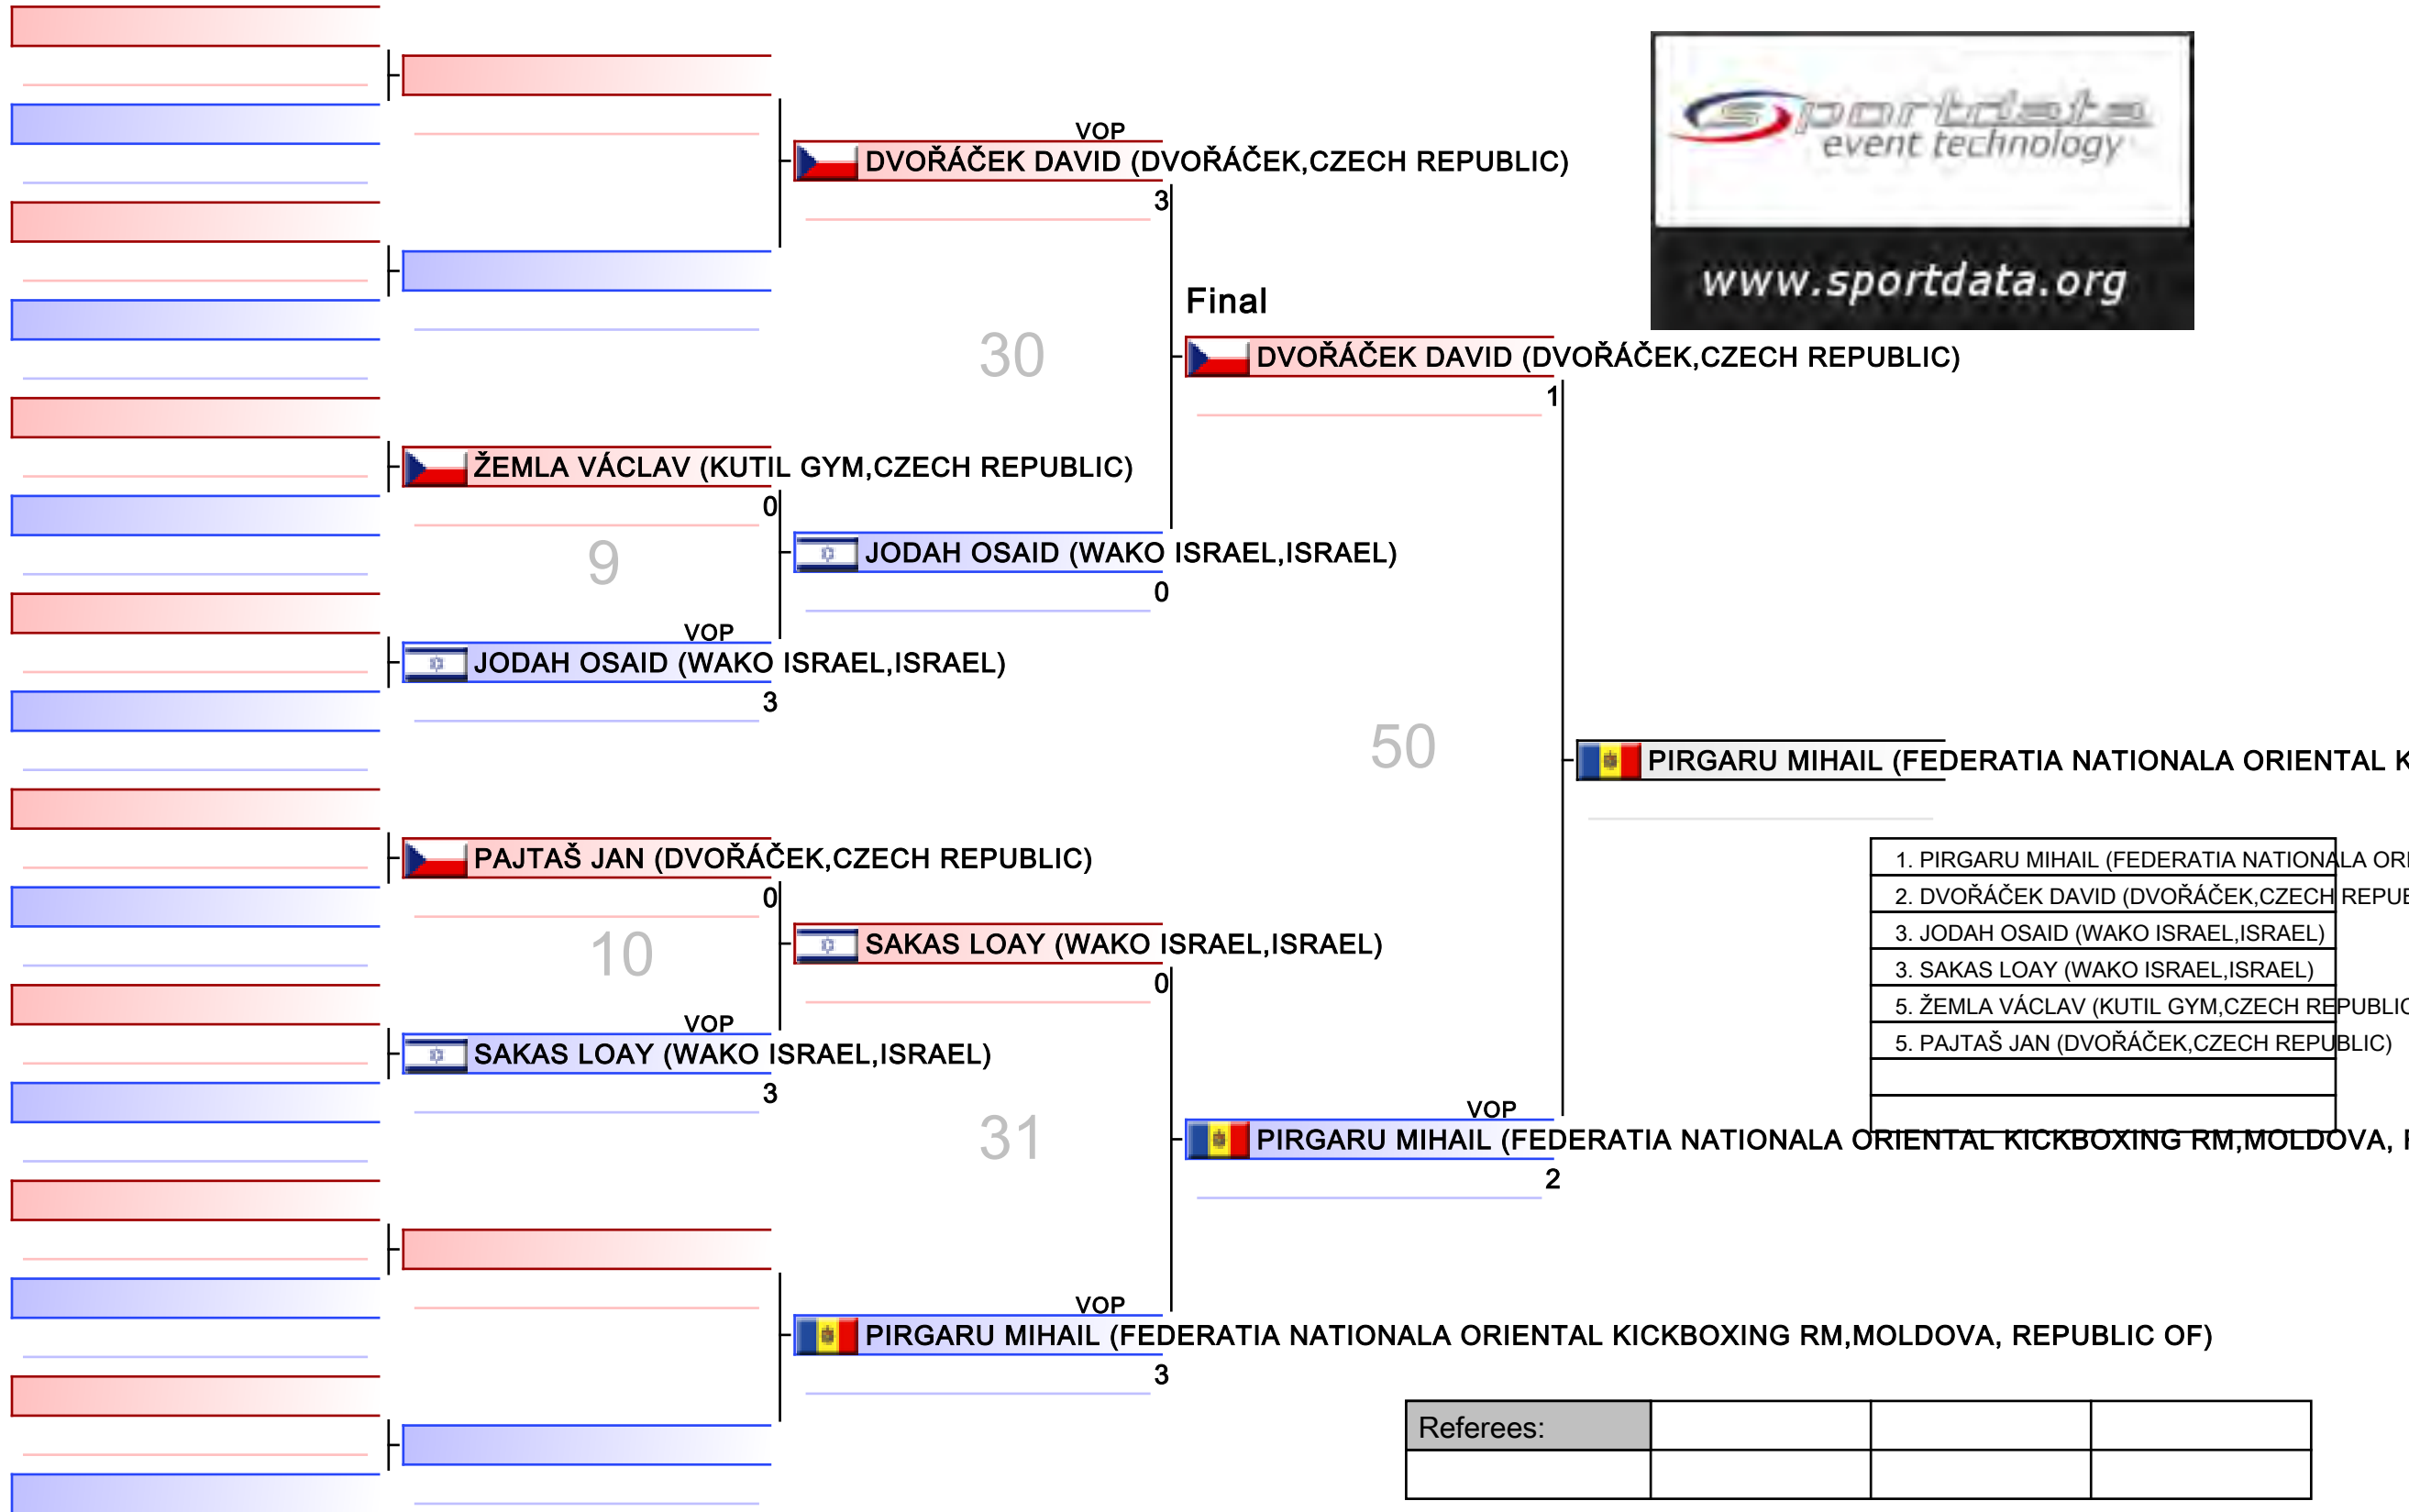 sportdata
event technology
www.sportdata.org
VOP
DVOŘÁČEK DAVID (DVOŘÁČEK,CZECH REPUBLIC)
3
Final
30
DVOŘÁČEK DAVID (DVOŘÁČEK,CZECH REPUBLIC)
1
ŽEMLA VÁCLAV (KUTIL GYM,CZECH REPUBLIC)
0
9
JODAH OSAID (WAKO ISRAEL,ISRAEL)
0
VOP
JODAH OSAID (WAKO ISRAEL,ISRAEL)
3
50
PIRGARU MIHAIL (FEDERATIA NATIONALA ORIENTAL K
PAJTAŠ JAN (DVOŘÁČEK,CZECH REPUBLIC)
0
10
SAKAS LOAY (WAKO ISRAEL,ISRAEL)
0
VOP
SAKAS LOAY (WAKO ISRAEL,ISRAEL)
3
1. PIRGARU MIHAIL (FEDERATIA NATIONALA ORI
2. DVOŘÁČEK DAVID (DVOŘÁČEK,CZECH REPUB
3. JODAH OSAID (WAKO ISRAEL,ISRAEL)
3. SAKAS LOAY (WAKO ISRAEL,ISRAEL)
5. ŽEMLA VÁCLAV (KUTIL GYM,CZECH REPUBLIC
5. PAJTAŠ JAN (DVOŘÁČEK,CZECH REPUBLIC)
31
VOP
PIRGARU MIHAIL (FEDERATIA NATIONALA ORIENTAL KICKBOXING RM,MOLDOVA,
2
VOP
PIRGARU MIHAIL (FEDERATIA NATIONALA ORIENTAL KICKBOXING RM,MOLDOVA, REPUBLIC OF)
3
Referees: